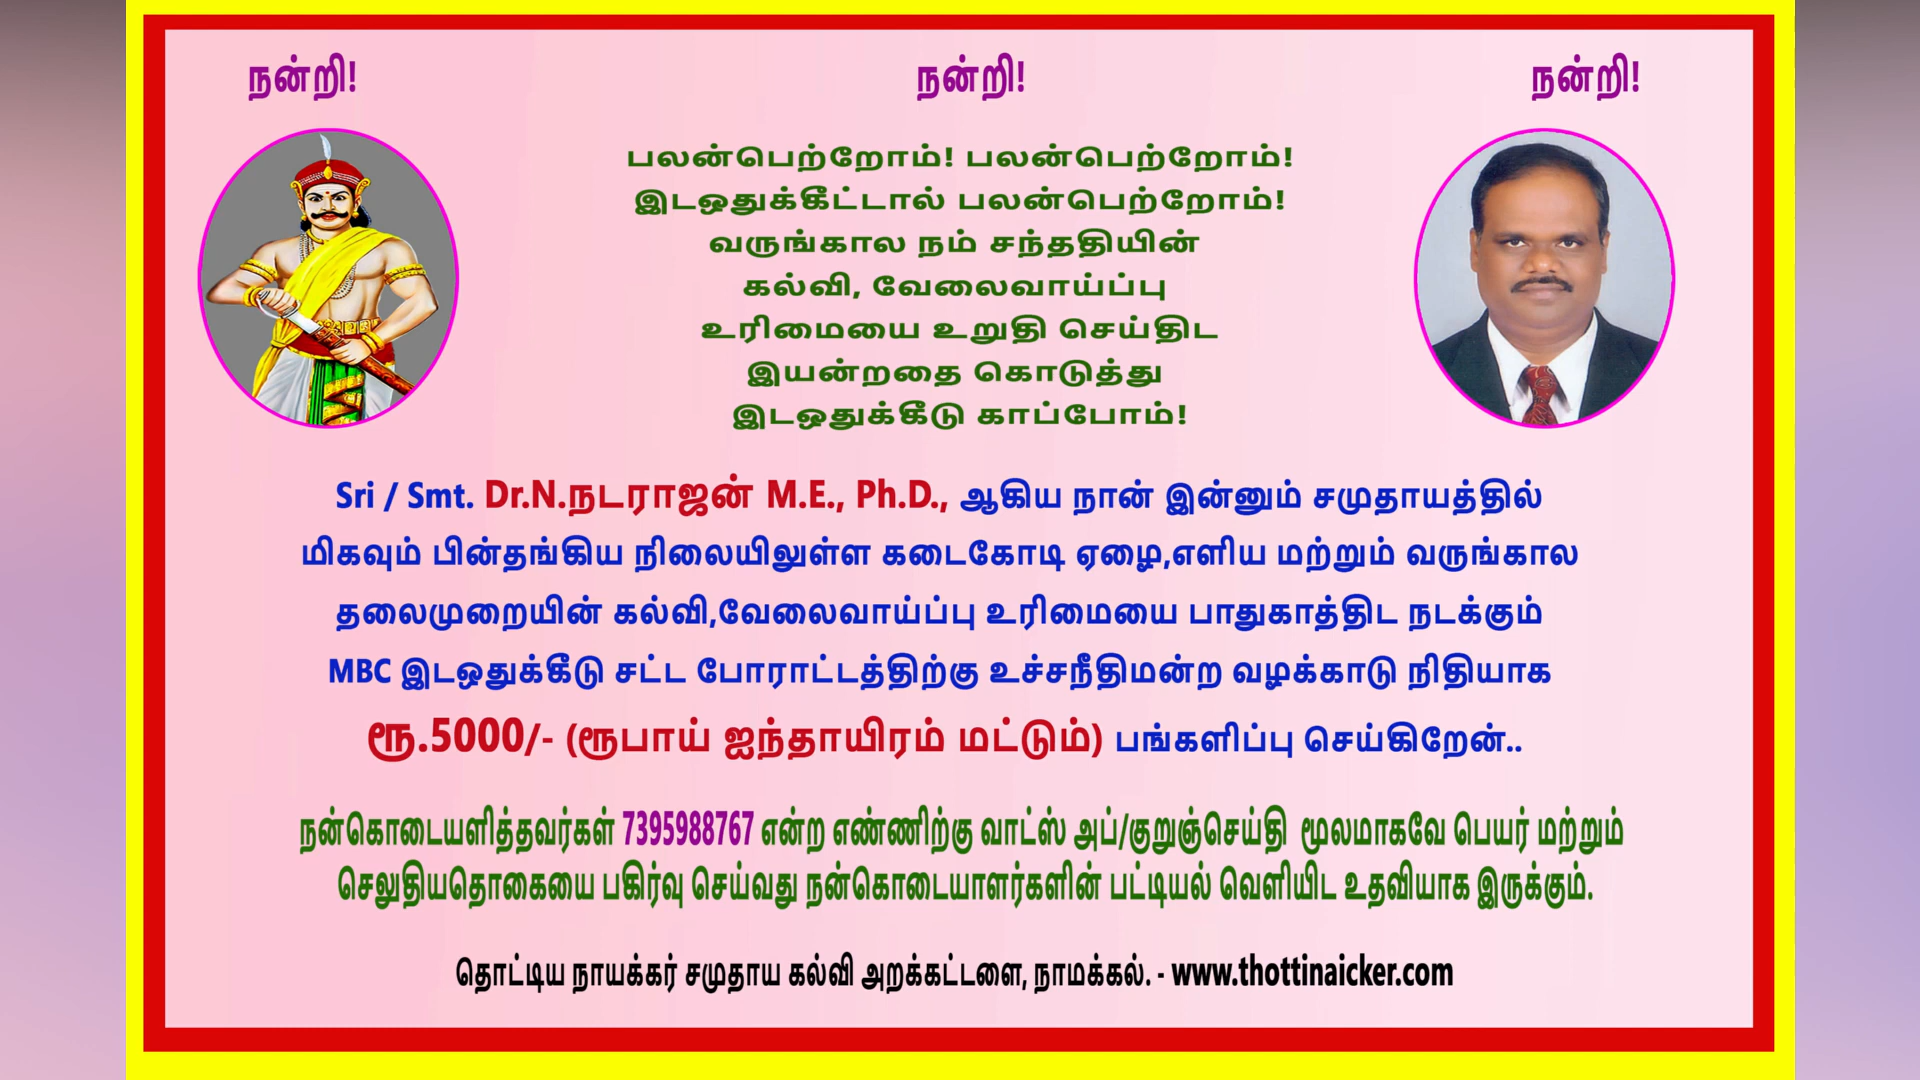 நன்றி! நன்றி! நன்றி!
பலன்பெற்றோம்! பலன்பெற்றோம்!
இடஒதுக்கீட்டால் பலன்பெற்றோம்!
வருங்கால நம் சந்ததியின்
கல்வி, வேலைவாய்ப்பு
உரிமையை உறுதி செய்திட
இயன்றதை கொடுத்து
இடஒதுக்கீடு காப்போம்!
Sri / Smt. Dr.N.நடராஜன் M.E., Ph.D., ஆகிய நான் இன்னும் சமுதாயத்தில்
மிகவும் பின்தங்கிய நிலையிலுள்ள கடைகோடி ஏழை,எளிய மற்றும் வருங்கால
தலைமுறையின் கல்வி,வேலைவாய்ப்பு உரிமையை பாதுகாத்திட நடக்கும்
MBC இடஒதுக்கீடு சட்ட போராட்டத்திற்கு உச்சநீதிமன்ற வழக்காடு நிதியாக
ரூ.5000/- (ரூபாய் ஐந்தாயிரம் மட்டும்) பங்களிப்பு செய்கிறேன்..
நன்கொடையளித்தவர்கள் 7395988767 என்ற எண்ணிற்கு வாட்ஸ் அப்/குறுஞ்செய்தி மூலமாகவே பெயர் மற்றும்
செலுதியதொகையை பகிர்வு செய்வது நன்கொடையாளர்களின் பட்டியல் வெளியிட உதவியாக இருக்கும்.
தொட்டிய நாயக்கர் சமுதாய கல்வி அறக்கட்டளை, நாமக்கல். - www.thottinaicker.com